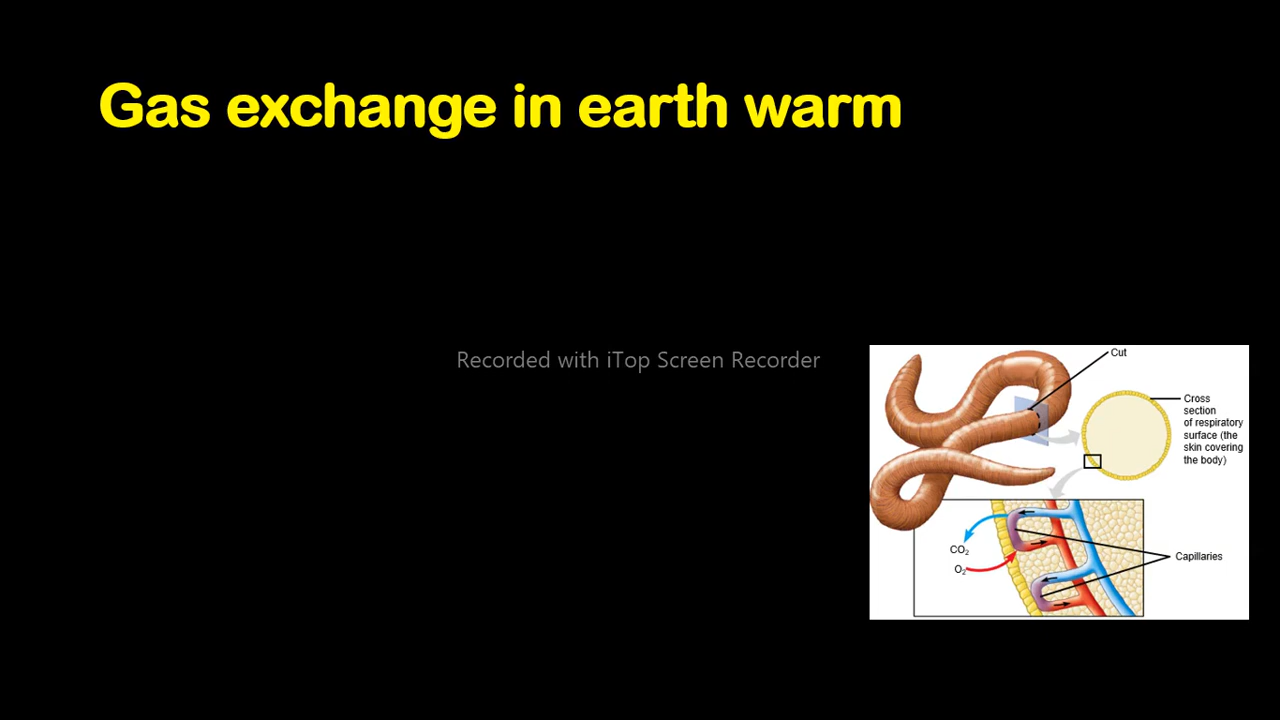 Gas exchange in earth warm
Recorded with iTop Screen Recorder
Cut
Cross
section
of respiratory
surface (the
skin covering
the body)
CO₂
O₂
Capillaries